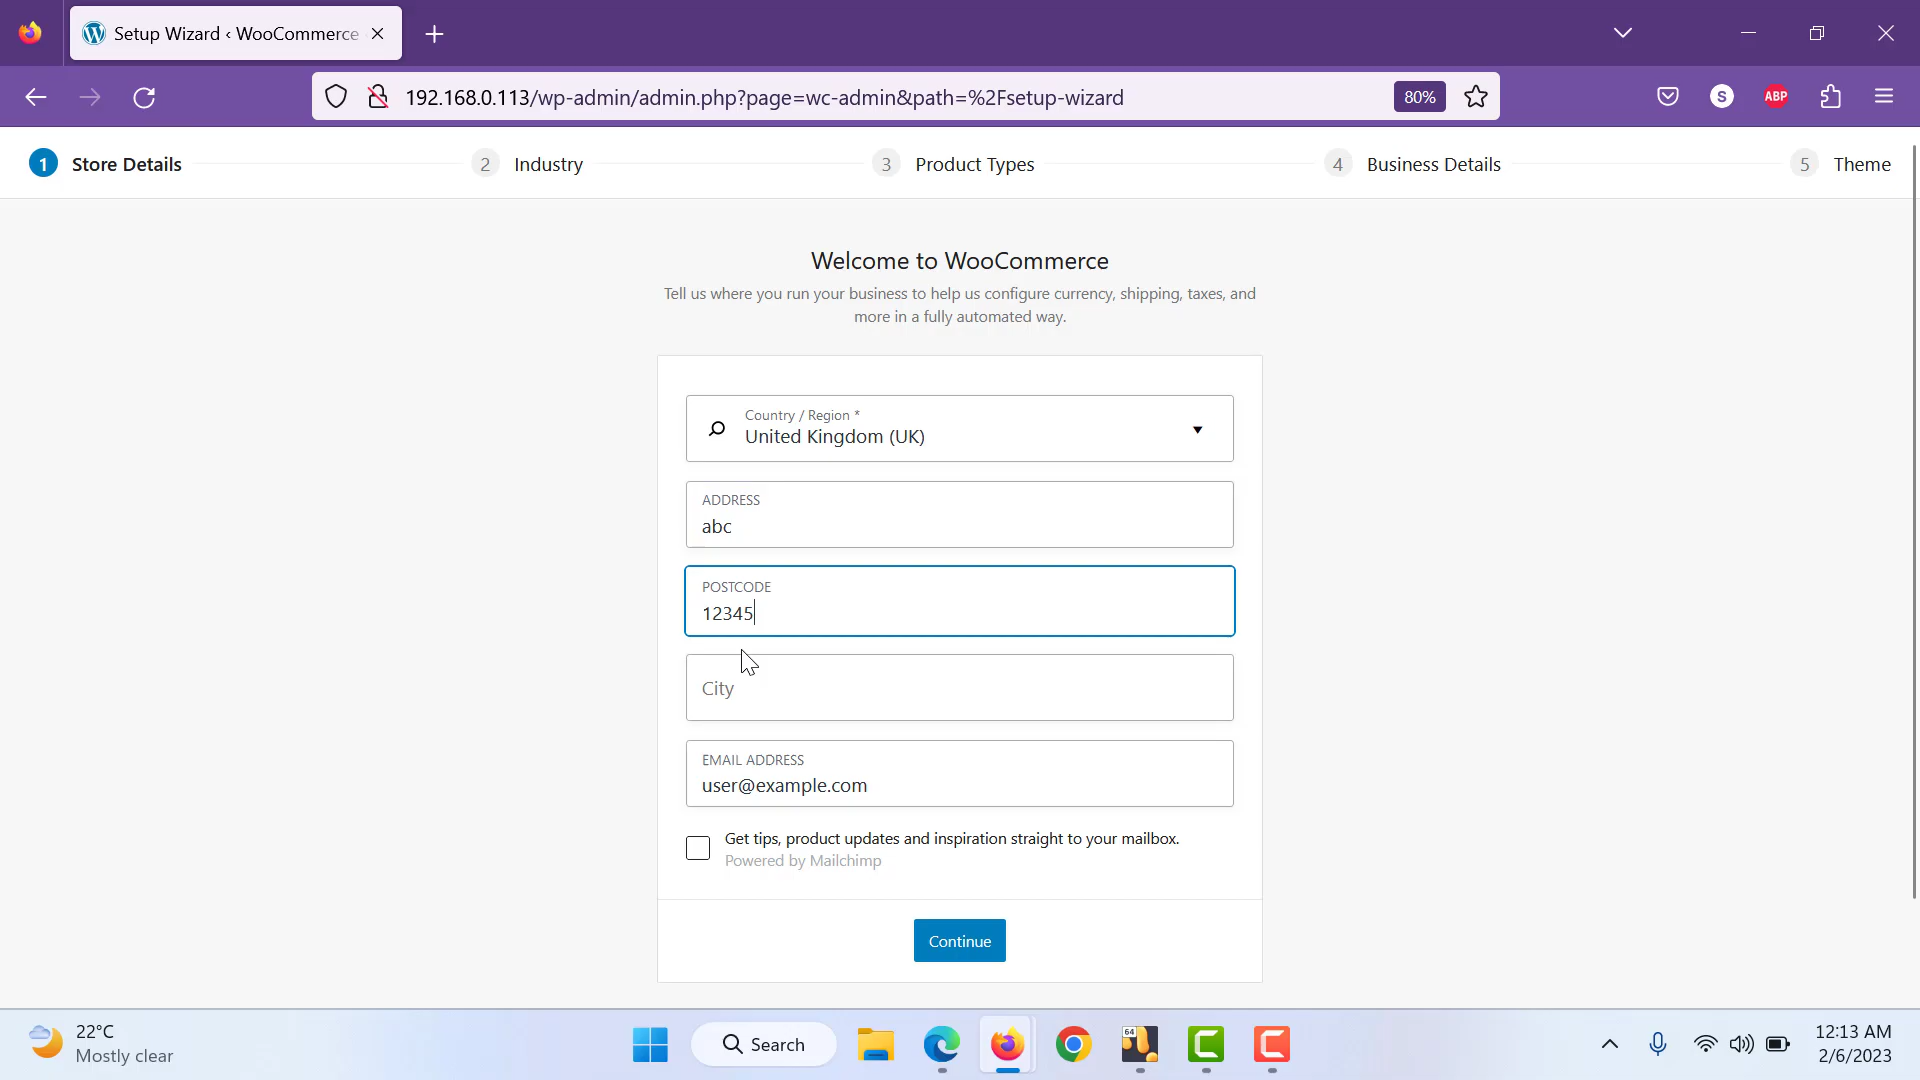 Setup Wizard ‹ WooCommerce
192.168.0.113/wp-admin/admin.php?page=wc-admin&path=%2Fsetup-wizard
80%
S
ABP
1 Store Details
2 Industry
3 Product Types
4 Business Details
5 Theme
Welcome to WooCommerce
Tell us where you run your business to help us configure currency, shipping, taxes, and
more in a fully automated way.
Country / Region *
United Kingdom (UK)
ADDRESS
abc
POSTCODE
12345
City
EMAIL ADDRESS
user@example.com
Get tips, product updates and inspiration straight to your mailbox.
Powered by Mailchimp
Continue
22°C
Mostly clear
Search
64
12:13 AM
2/6/2023